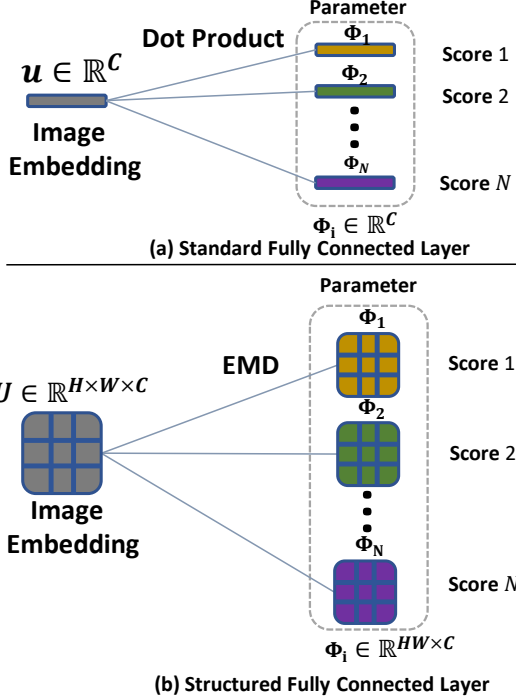 Parameter
Dot Product
𝚽₁
Score 1
𝒖 ∈ ℝ^𝑪
𝚽₂
Score 2
Image
Embedding
𝚽_𝑵
Score 𝑁
𝚽ᵢ ∈ ℝ^𝑪
(a) Standard Fully Connected Layer
Parameter
𝚽₁
EMD
Score 1
𝑼 ∈ ℝ^{𝑯×𝑾×𝑪}
𝚽₂
Score 2
Image
Embedding
𝚽_𝐍
Score 𝑁
𝚽ᵢ ∈ ℝ^{𝑯𝑾×𝑪}
(b) Structured Fully Connected Layer